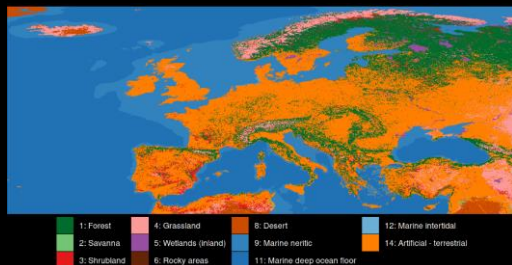 1: Forest
4: Grassland
8: Desert
12: Marine intertidal
2: Savanna
5: Wetlands (inland)
9: Marine neritic
14: Artificial - terrestrial
3: Shrubland
6: Rocky areas
11: Marine deep ocean floor